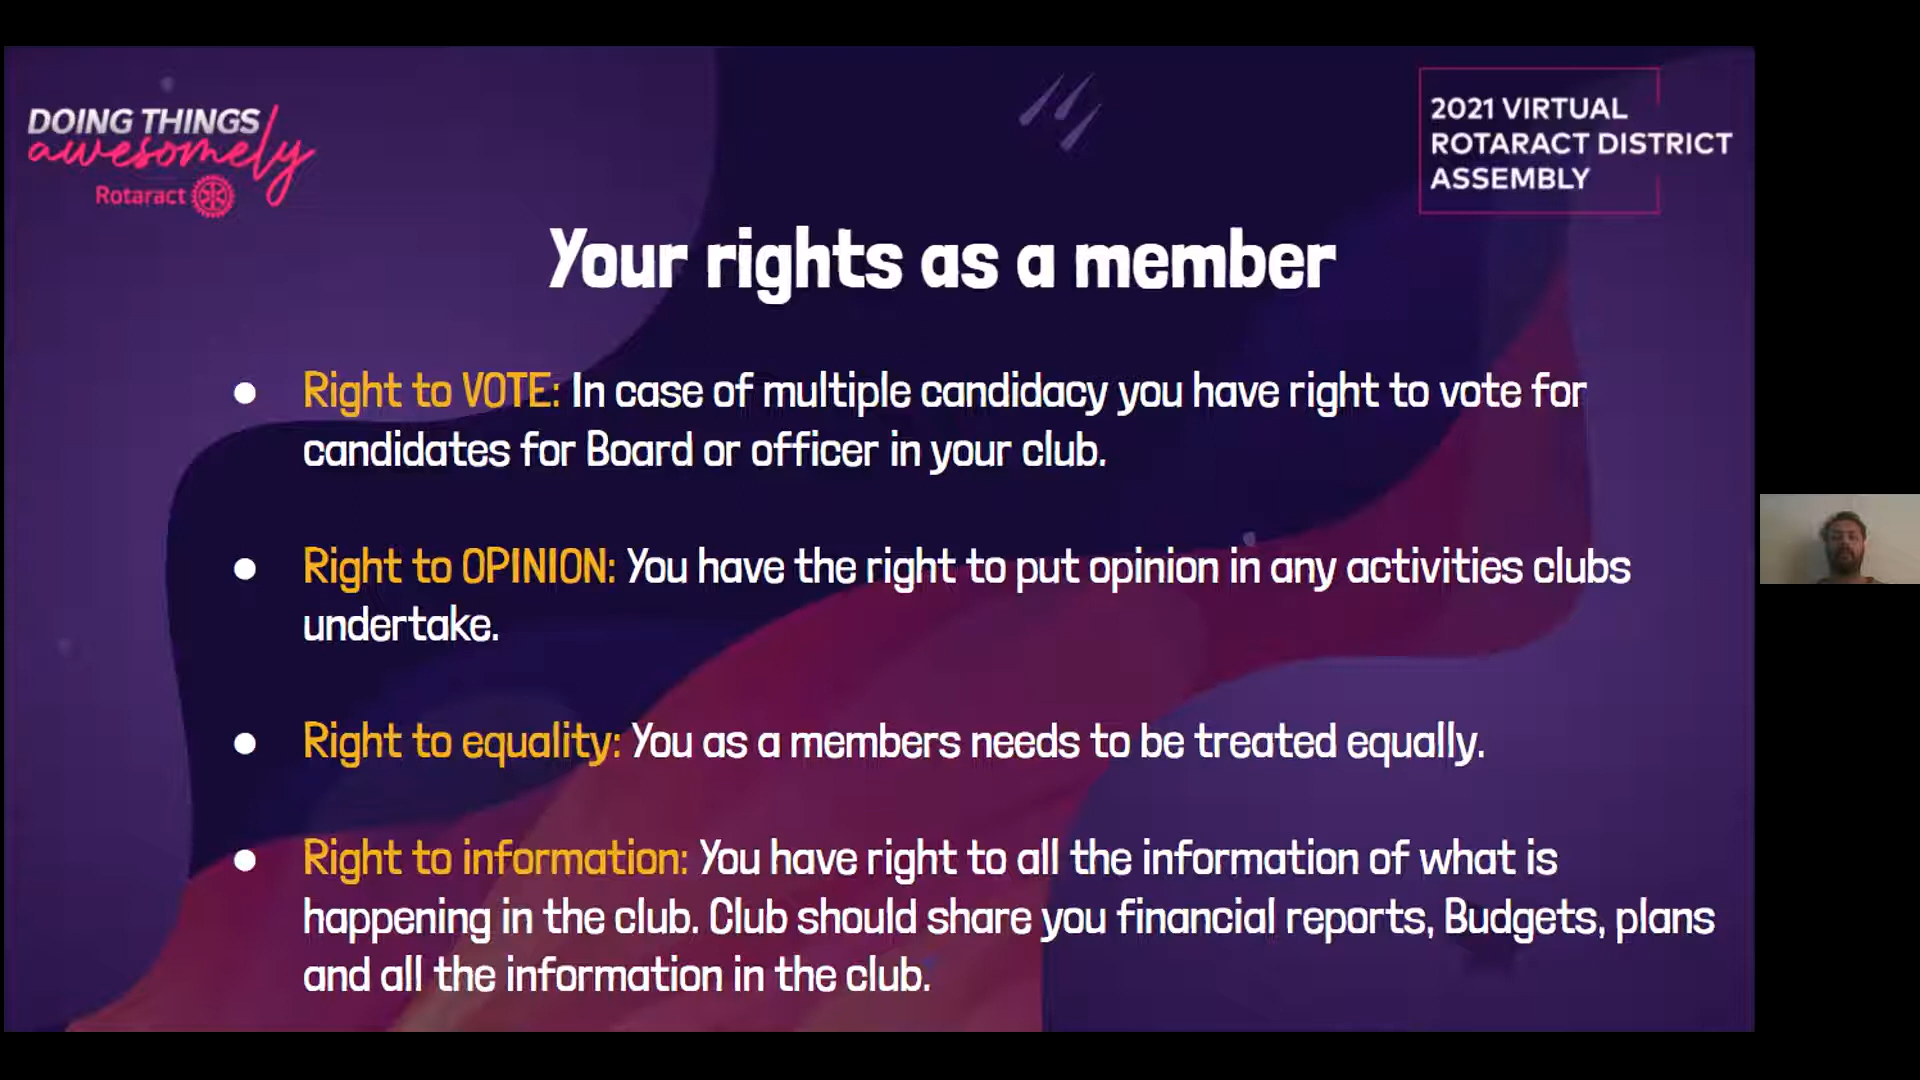 DOING THINGS
awesomely
Rotaract
2021 VIRTUAL
ROTARACT DISTRICT
ASSEMBLY
Your rights as a member
● Right to VOTE: In case of multiple candidacy you have right to vote for
candidates for Board or officer in your club.
● Right to OPINION: You have the right to put opinion in any activities clubs
undertake.
● Right to equality: You as a members needs to be treated equally.
● Right to information: You have right to all the information of what is
happening in the club. Club should share you financial reports, Budgets, plans
and all the information in the club.